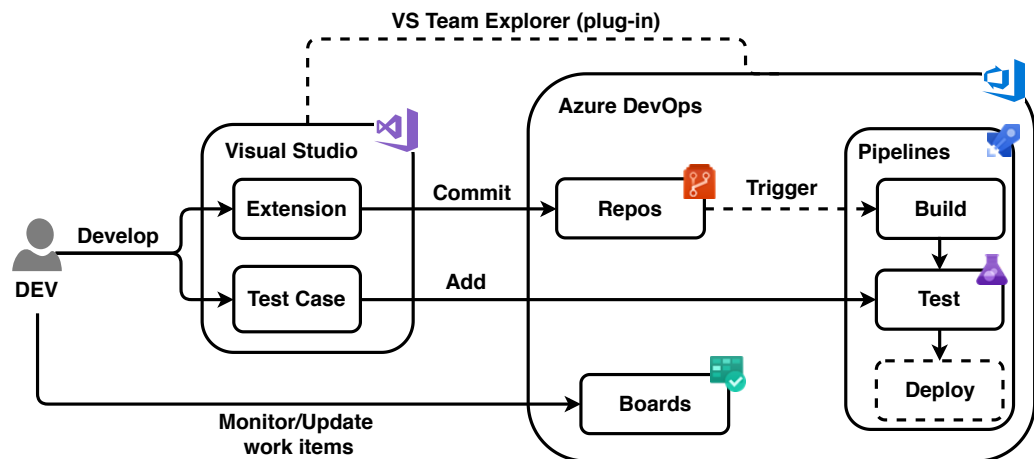 VS Team Explorer (plug-in)
Azure DevOps
Visual Studio
Pipelines
Extension
Commit
Repos
Trigger
Build
Develop
DEV
Test Case
Add
Test
Deploy
Boards
Monitor/Update
work items